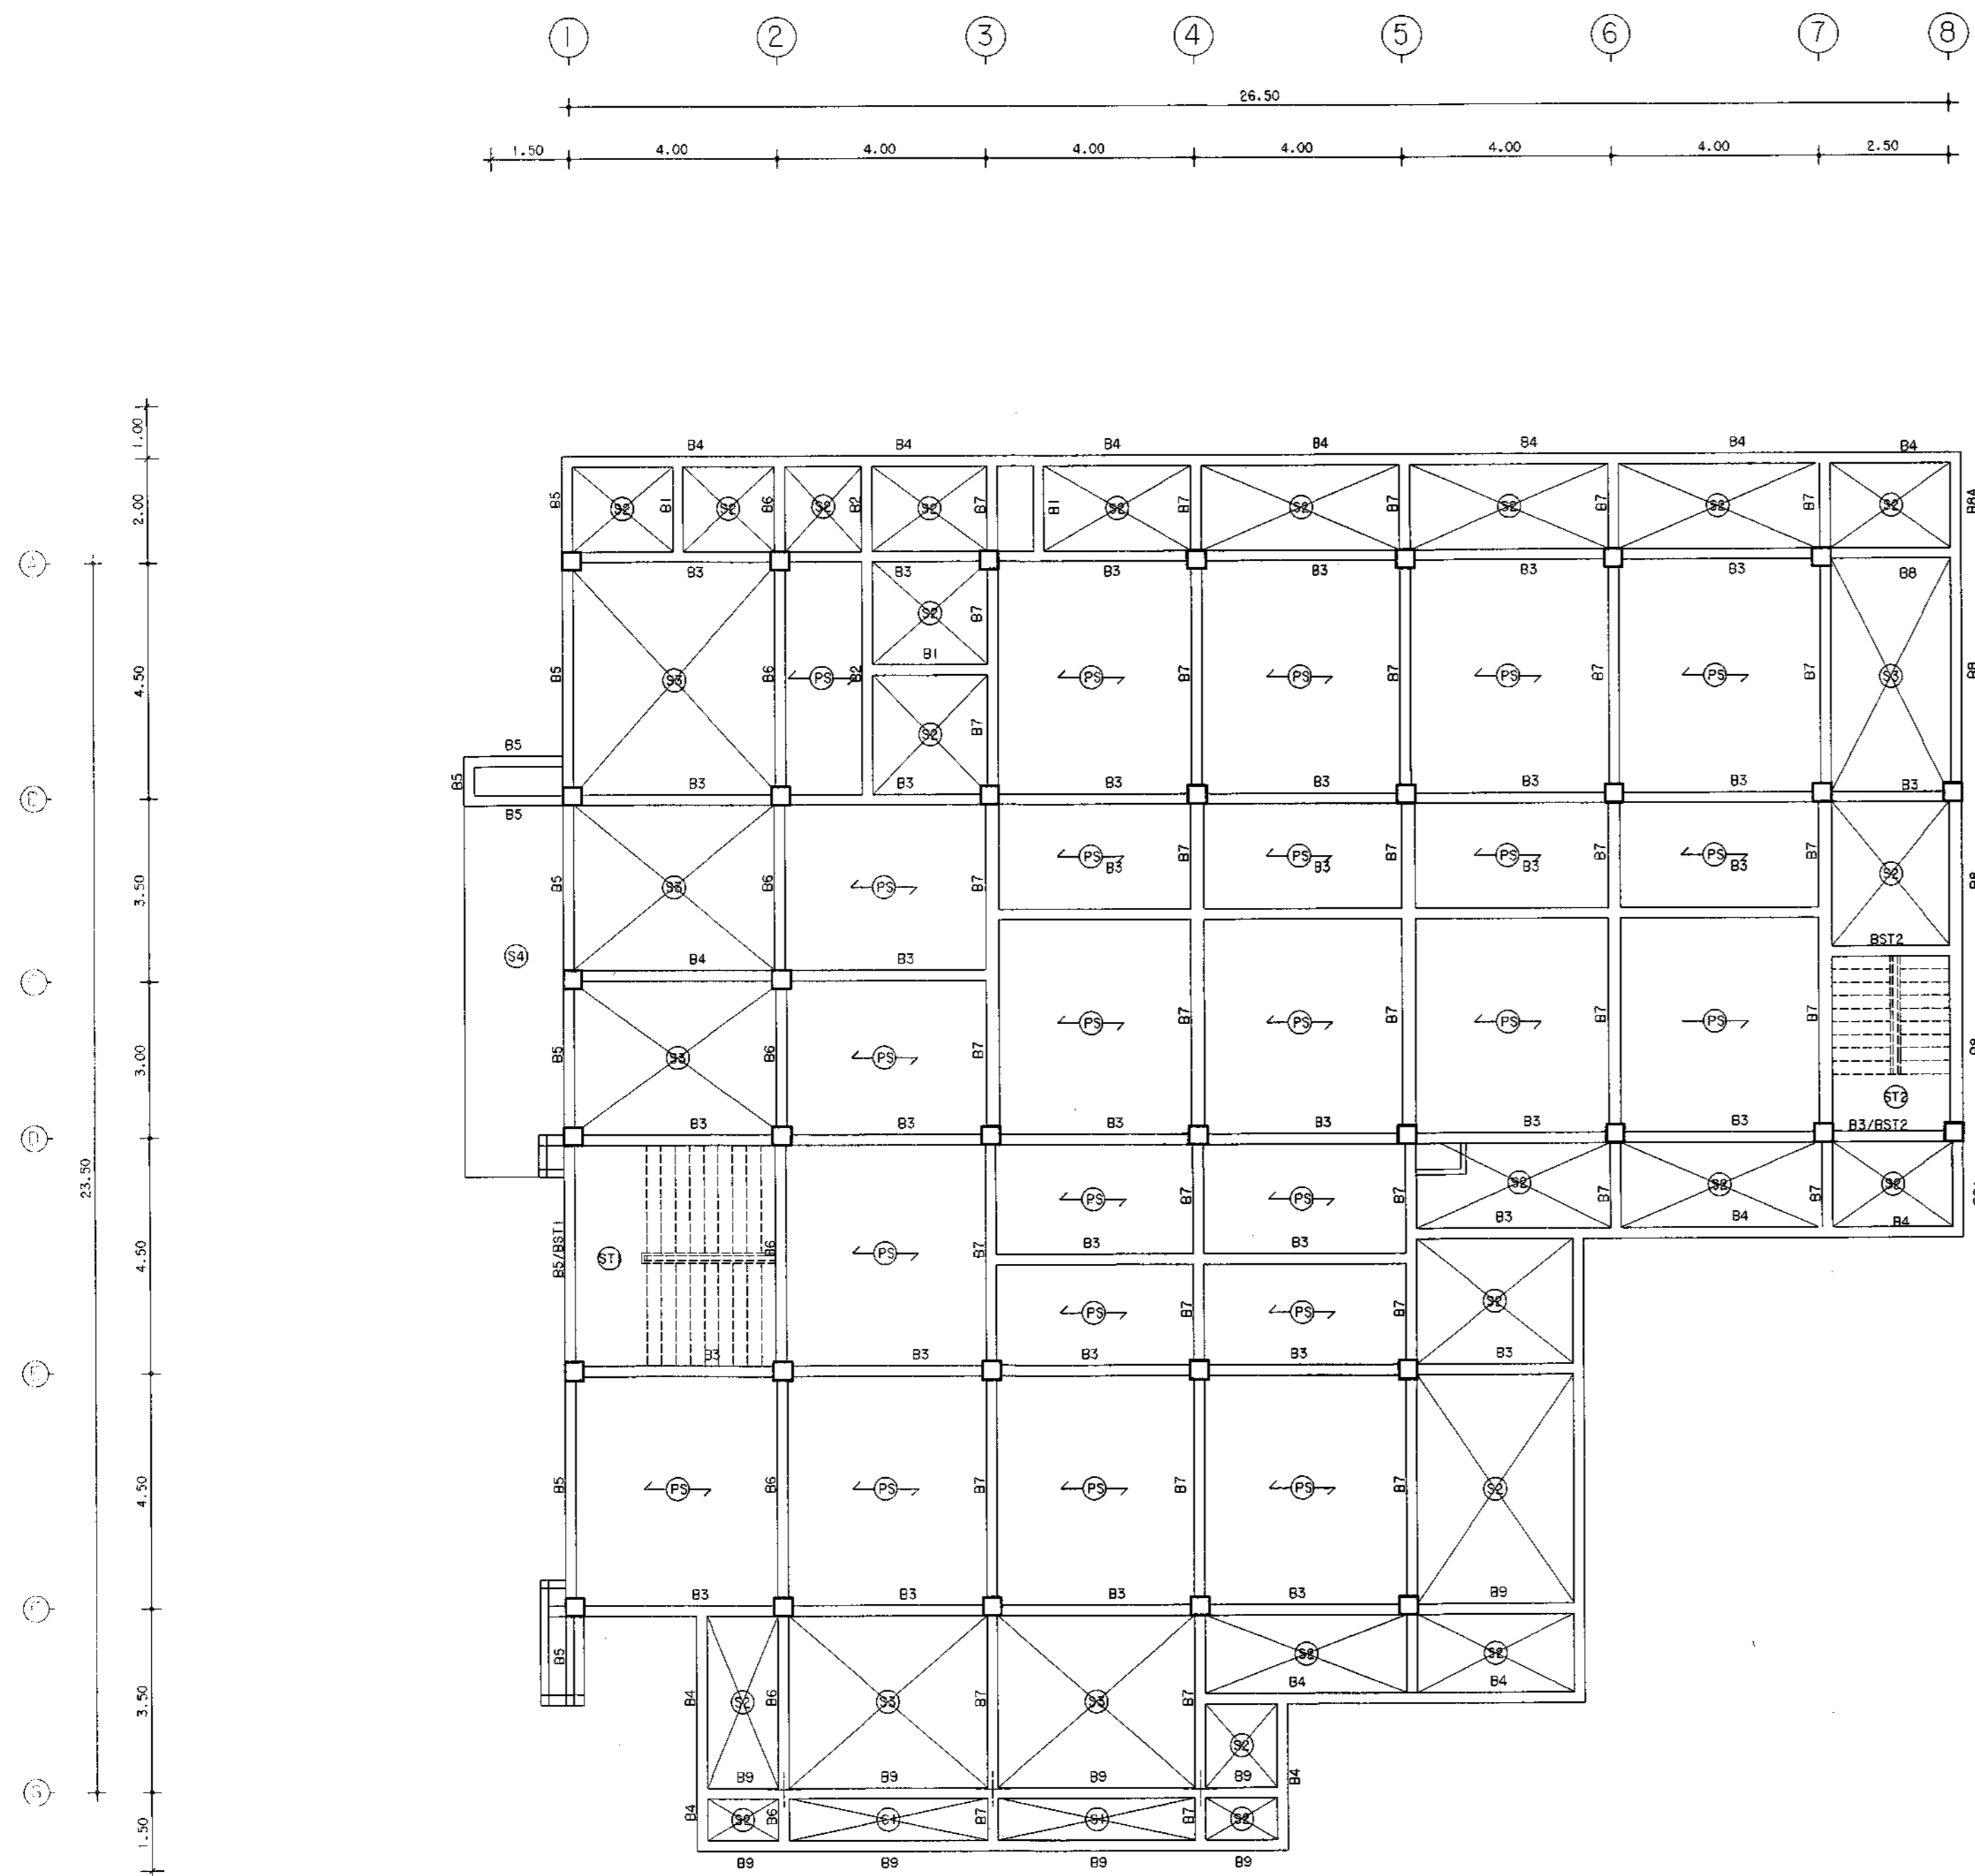 1 2 3 4 5 6 7 8
26.50
1.50 4.00 4.00 4.00 4.00 4.00 4.00 2.50
1.00
B4 B4 B4 B4 B4 B4 B4
2.00 B5 S2 B1 S2 B6 S2 B2 S2 B7 B1 S2 B7 S2 B7 S2 B7 S2 B7 S2 B8A
A
B3 B3 B3 B3 B3 B3 B8
S2 B7
B1
4.50 B5 S3 B6 PS B2 PS B7 PS B7 PS B7 PS B7 S3 B8
S2 B7
B5
B5 B3 B3 B3 B3 B3 B3 B3
B
B5
PS B3 B7 PS B3 B7 PS B3 B7 PS B3 B7 S2
3.50 B5 S3 B6 PS B7 B8
BST2
S4 B4 B3
C
3.00 B5 S3 B6 PS B7 PS B7 PS B7 PS B7 PS B7 B8
ST2
B3 B3 B3 B3 B3 B3 B3/BST2
D
23.50
PS B7 PS B7 S2 B7 S2 B7 S2
B3 B4 B4
4.50 B5/BST1 ST1 B6 PS B7 B3 B3
PS B7 PS B7 S2
B3 B3 B3 B3 B3
E
4.50 B5 PS B6 PS B7 PS B7 PS B7 S2
B3 B3 B3 B3 B9
F
B5 S2 S2
B4 B4
3.50 B4 S2 B6 S3 B7 S3 B7 S2
B9 B9 B9 B9 B4
G
1.50 B4 S2 B6 S1 B7 S1 B7 S2
B9 B9 B9 B9